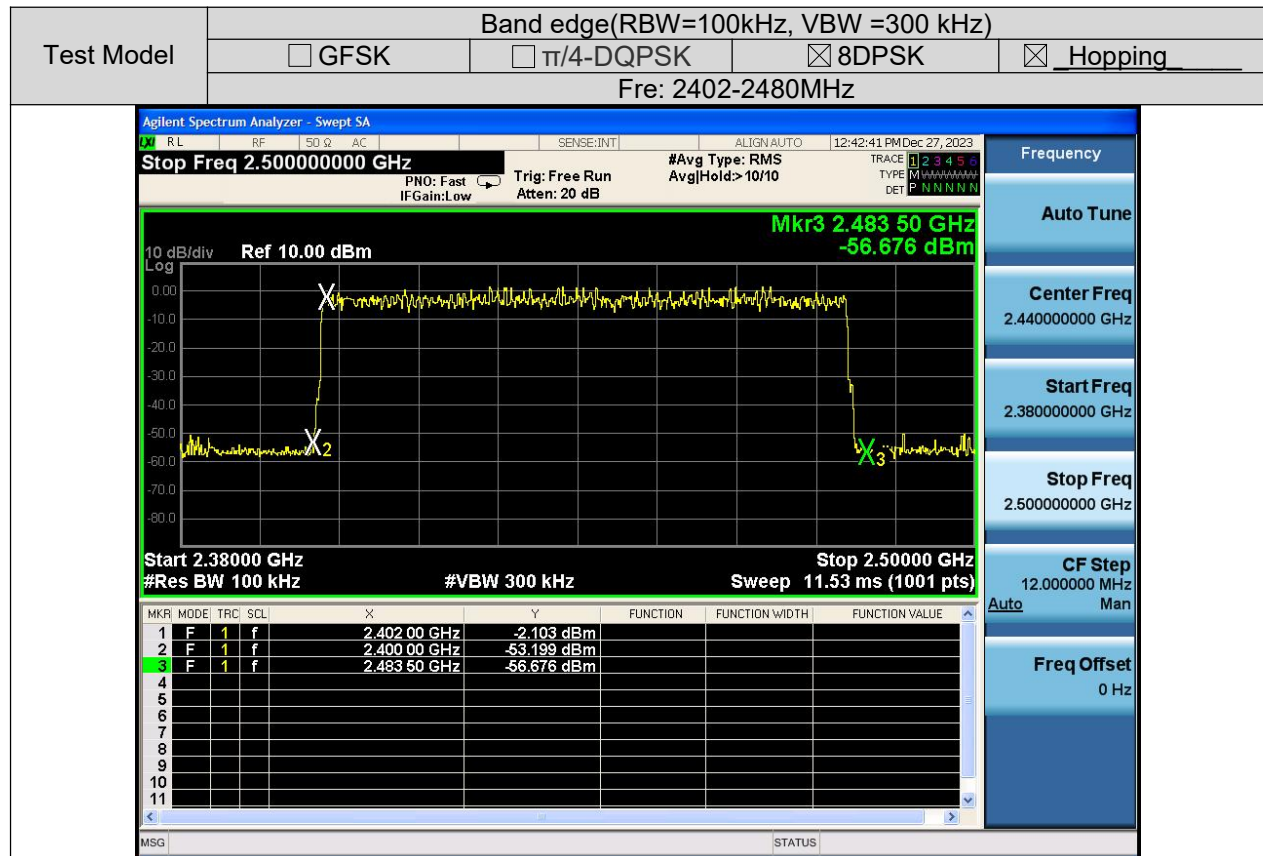 Test Model
Band edge(RBW=100kHz, VBW =300 kHz)
GFSK π/4-DQPSK 8DPSK _Hopping_____
Fre: 2402-2480MHz
Agilent Spectrum Analyzer - Swept SA
LXI RL RF 50 Ω AC SENSE:INT ALIGNAUTO 12:42:41 PM Dec 27, 2023
Stop Freq 2.500000000 GHz
PNO: Fast
IFGain:Low
Trig: Free Run
Atten: 20 dB
#Avg Type: RMS
Avg|Hold:> 10/10
TRACE 1 2 3 4 5 6
TYPE M WWWWW
DET P N N N N N
Mkr3 2.483 50 GHz
-56.676 dBm
10 dB/div Ref 10.00 dBm
Log
0.00
-10.0
-20.0
-30.0
-40.0
-50.0
-60.0
-70.0
-80.0
2
3
Start 2.38000 GHz Stop 2.50000 GHz
#Res BW 100 kHz #VBW 300 kHz Sweep 11.53 ms (1001 pts)
MKR MODE TRC SCL X Y FUNCTION FUNCTION WIDTH FUNCTION VALUE
1 F 1 f 2.402 00 GHz -2.103 dBm
2 F 1 f 2.400 00 GHz -53.199 dBm
3 F 1 f 2.483 50 GHz -56.676 dBm
4
5
6
7
8
9
10
11
MSG STATUS
Frequency
Auto Tune
Center Freq
2.440000000 GHz
Start Freq
2.380000000 GHz
Stop Freq
2.500000000 GHz
CF Step
12.000000 MHz
Auto Man
Freq Offset
0 Hz